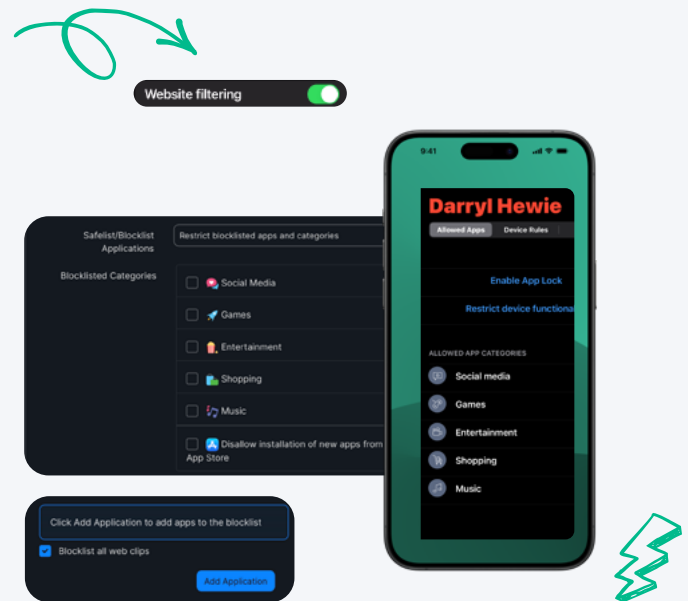 Website filtering
Safelist/Blocklist
Applications
Restrict blocklisted apps and categories
Blocklisted Categories
Social Media
Games
Entertainment
Shopping
Music
Disallow installation of new apps from
App Store
Click Add Application to add apps to the blocklist
Blocklist all web clips
Add Application
9:41
Darryl Hewie
Allowed Apps
Device Rules
Enable App Lock
Restrict device functiona
ALLOWED APP CATEGORIES
Social media
Games
Entertainment
Shopping
Music